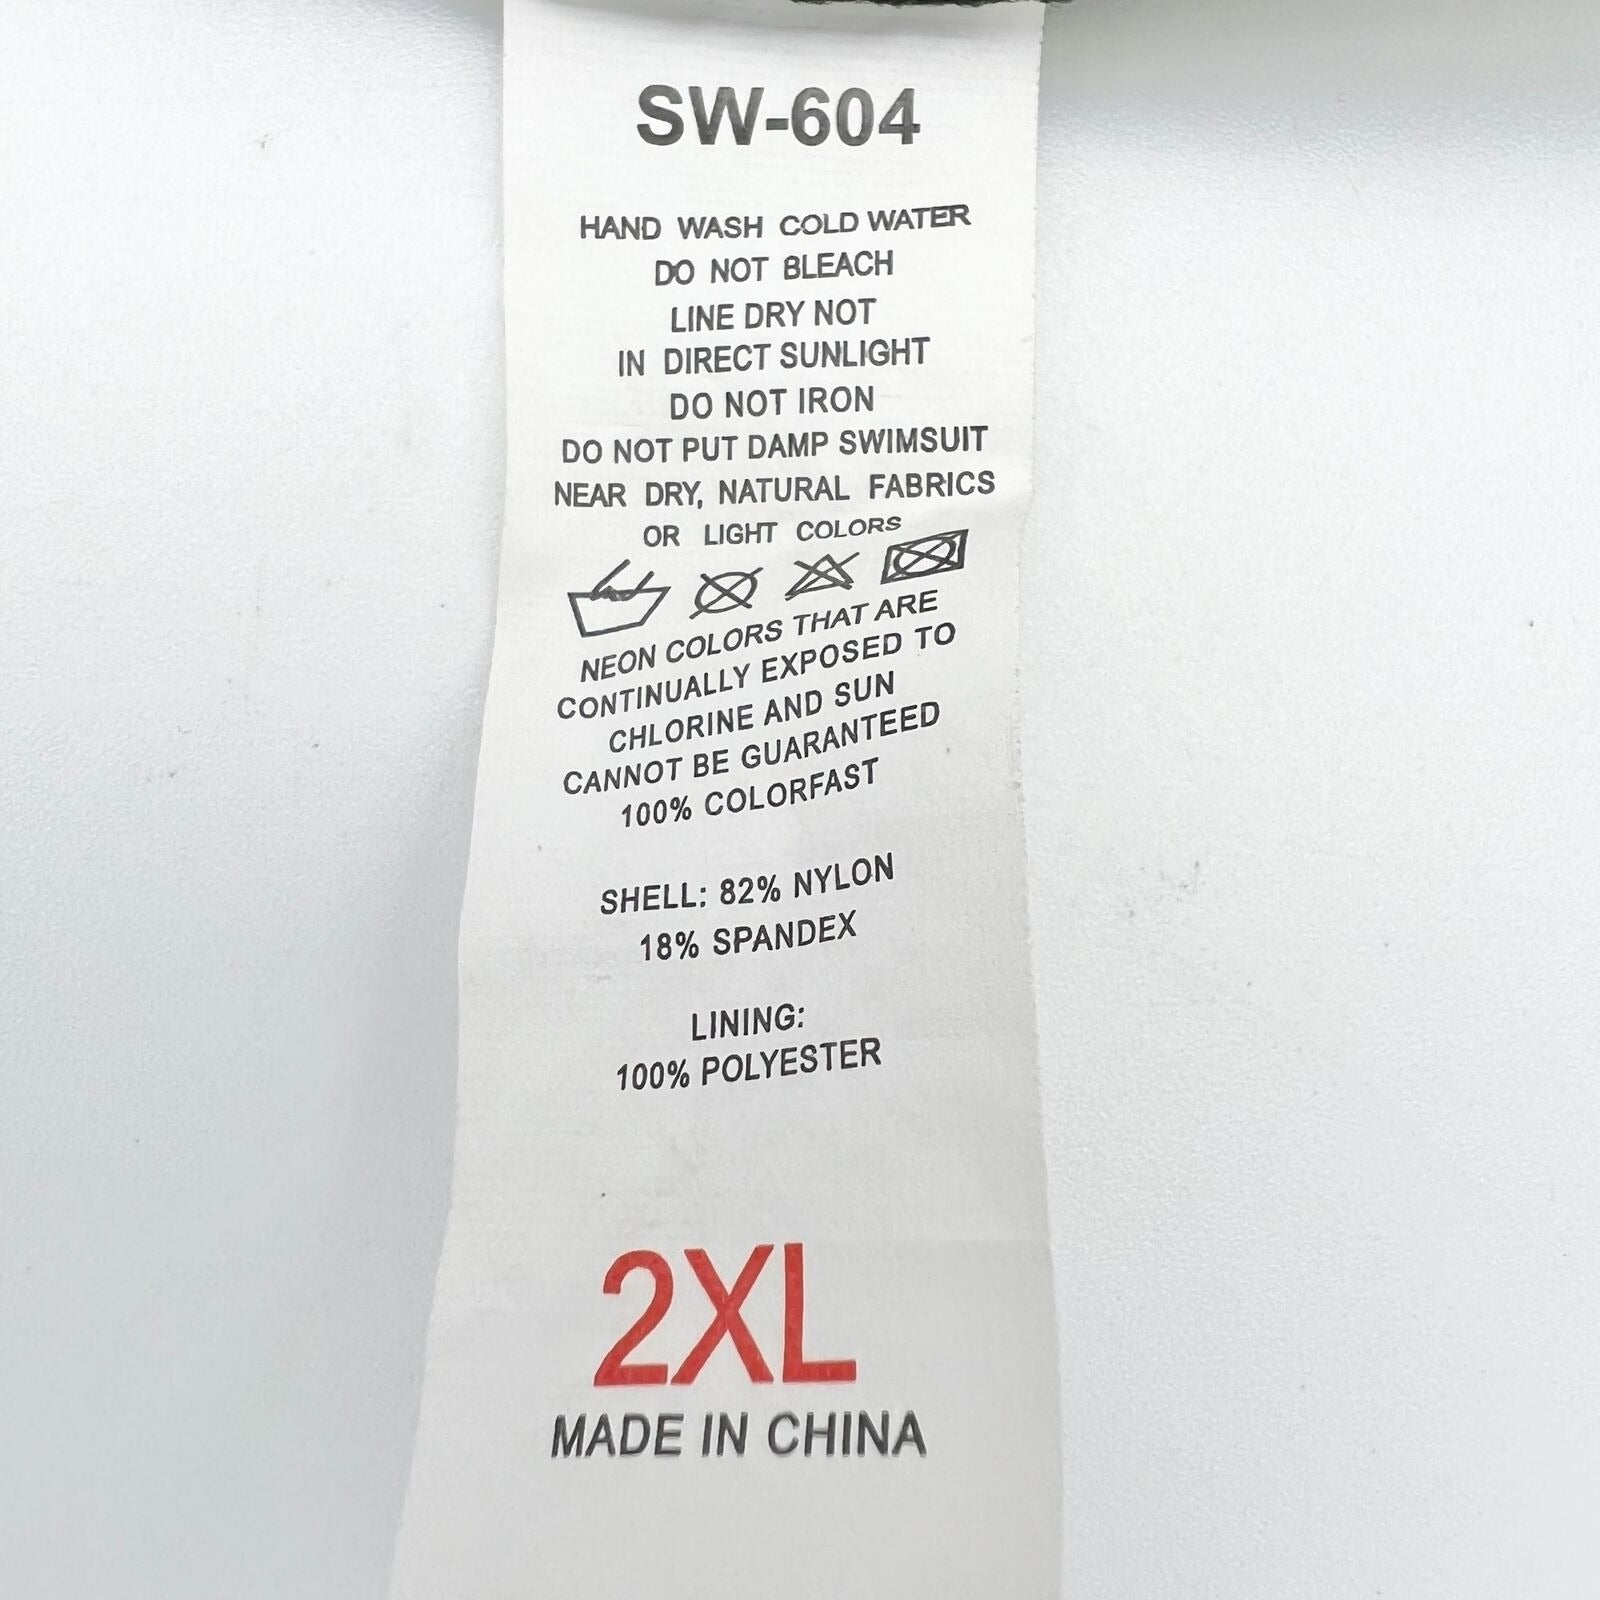 SW-604
HAND WASH COLD WATER
DO NOT BLEACH
LINE DRY NOT
IN DIRECT SUNLIGHT
DO NOT IRON
DO NOT PUT DAMP SWIMSUIT
NEAR DRY, NATURAL FABRICS
OR LIGHT COLORS
NEON COLORS THAT ARE
CONTINUALLY EXPOSED TO
CHLORINE AND SUN
CANNOT BE GUARANTEED
100% COLORFAST
SHELL: 82% NYLON
18% SPANDEX
LINING:
100% POLYESTER
2XL
MADE IN CHINA